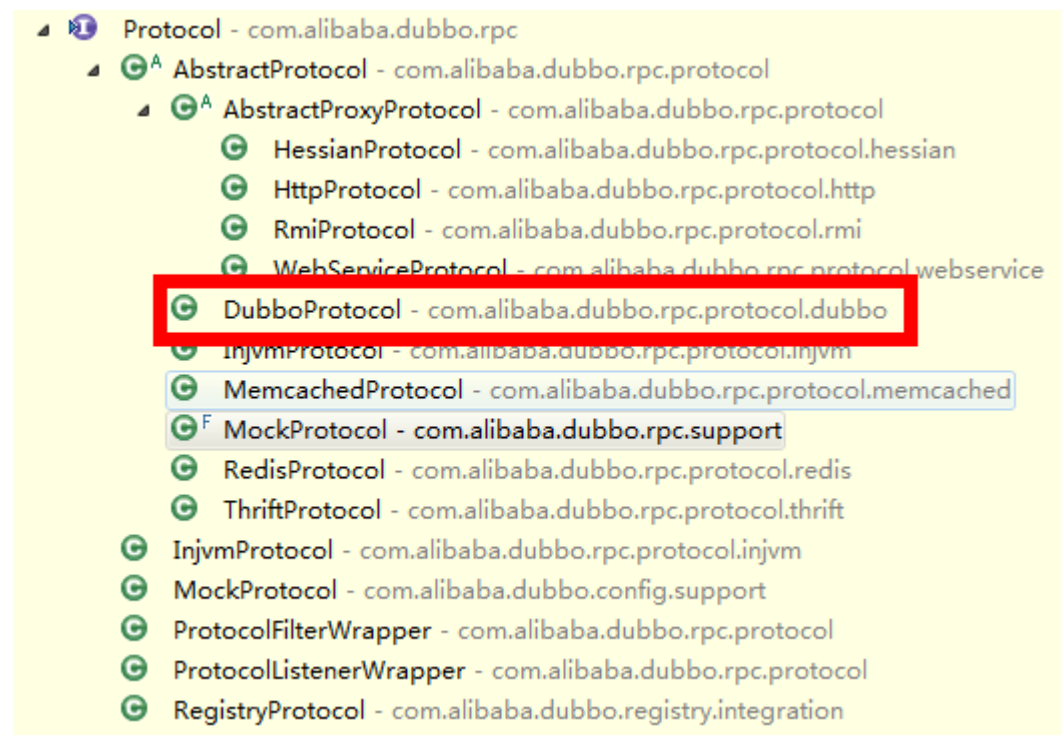 Protocol - com.alibaba.dubbo.rpc
AbstractProtocol - com.alibaba.dubbo.rpc.protocol
AbstractProxyProtocol - com.alibaba.dubbo.rpc.protocol
HessianProtocol - com.alibaba.dubbo.rpc.protocol.hessian
HttpProtocol - com.alibaba.dubbo.rpc.protocol.http
RmiProtocol - com.alibaba.dubbo.rpc.protocol.rmi
WebServiceProtocol - com.alibaba.dubbo.rpc.protocol.webservice
DubboProtocol - com.alibaba.dubbo.rpc.protocol.dubbo
InjvmProtocol - com.alibaba.dubbo.rpc.protocol.injvm
MemcachedProtocol - com.alibaba.dubbo.rpc.protocol.memcached
F MockProtocol - com.alibaba.dubbo.rpc.support
RedisProtocol - com.alibaba.dubbo.rpc.protocol.redis
ThriftProtocol - com.alibaba.dubbo.rpc.protocol.thrift
InjvmProtocol - com.alibaba.dubbo.rpc.protocol.injvm
MockProtocol - com.alibaba.dubbo.config.support
ProtocolFilterWrapper - com.alibaba.dubbo.rpc.protocol
ProtocolListenerWrapper - com.alibaba.dubbo.rpc.protocol
RegistryProtocol - com.alibaba.dubbo.registry.integration